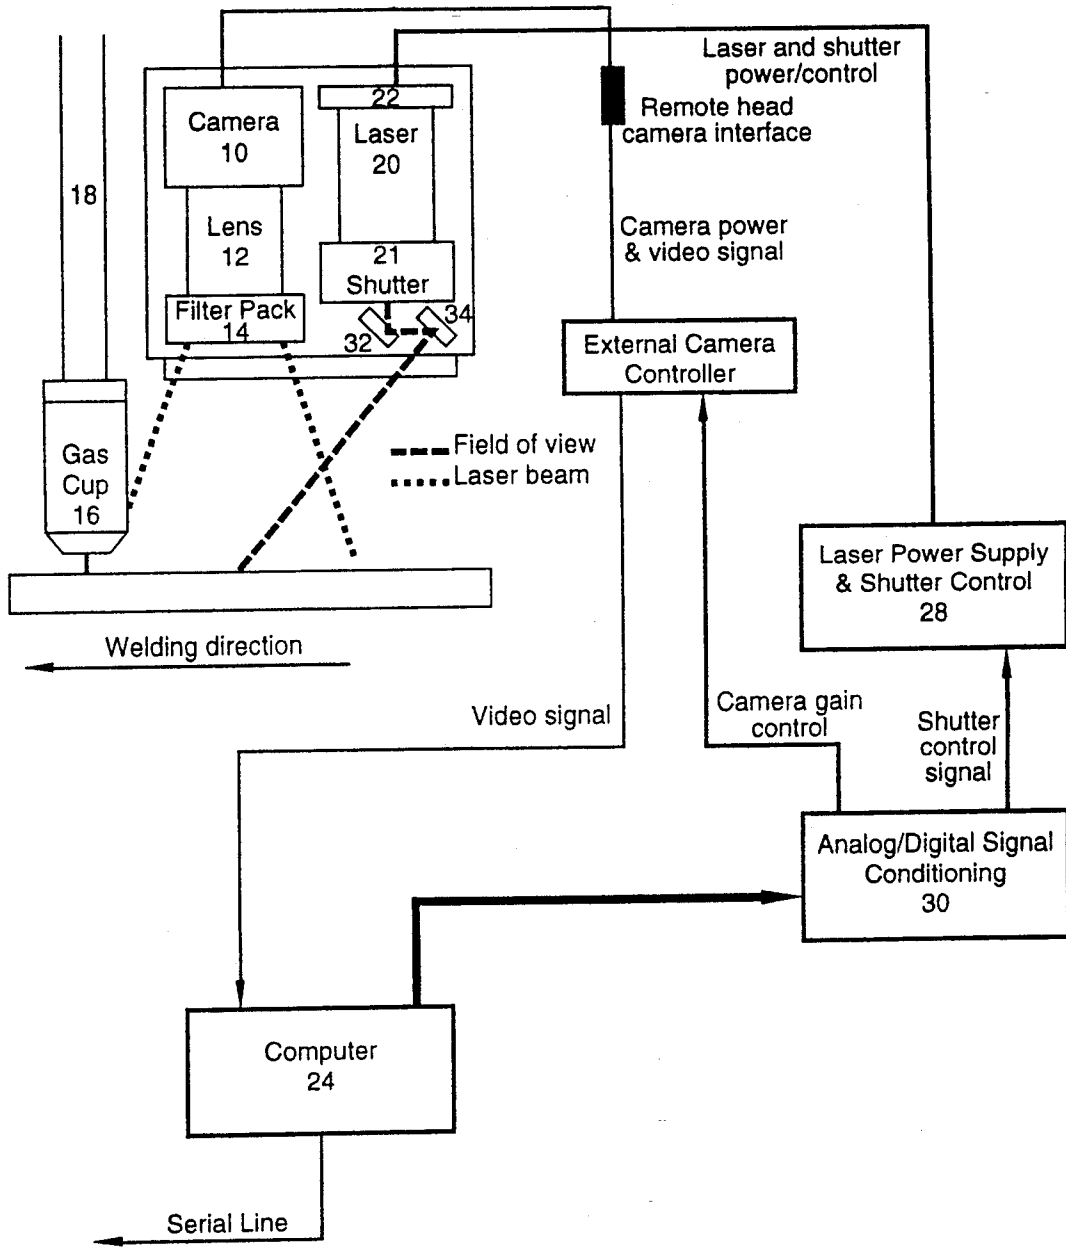 Laser and shutter
power/control
22
Camera
10
Laser
20
Remote head
camera interface
18
Lens
12
21
Shutter
Camera power
& video signal
Filter Pack
14
32
34
External Camera
Controller
Field of view
Laser beam
Gas
Cup
16
Laser Power Supply
& Shutter Control
28
Welding direction
Video signal
Camera gain
control
Shutter
control
signal
Analog/Digital Signal
Conditioning
30
Computer
24
Serial Line